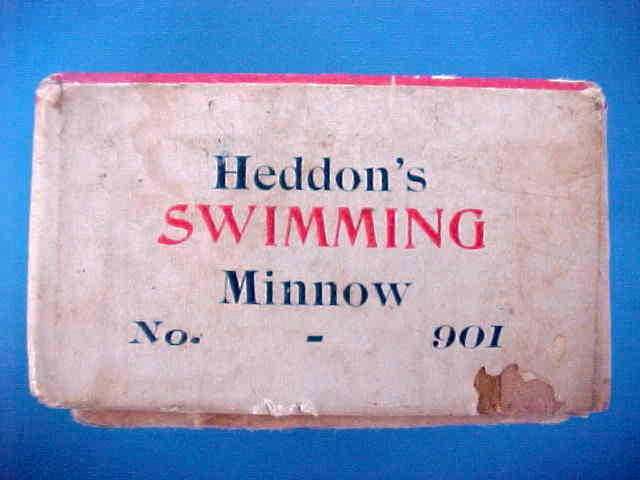 Heddon's
SWIMMING
Minnow
No. - 901